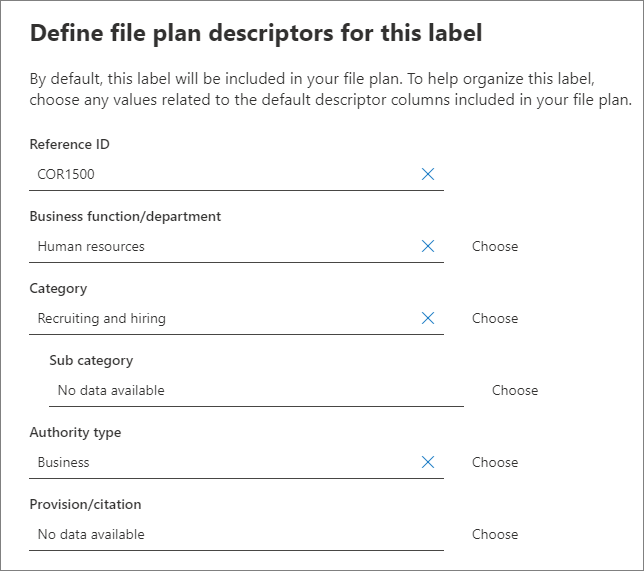 Define file plan descriptors for this label
By default, this label will be included in your file plan. To help organize this label,
choose any values related to the default descriptor columns included in your file plan.
Reference ID
COR1500
Business function/department
Human resources Choose
Category
Recruiting and hiring Choose
Sub category
No data available Choose
Authority type
Business Choose
Provision/citation
No data available Choose